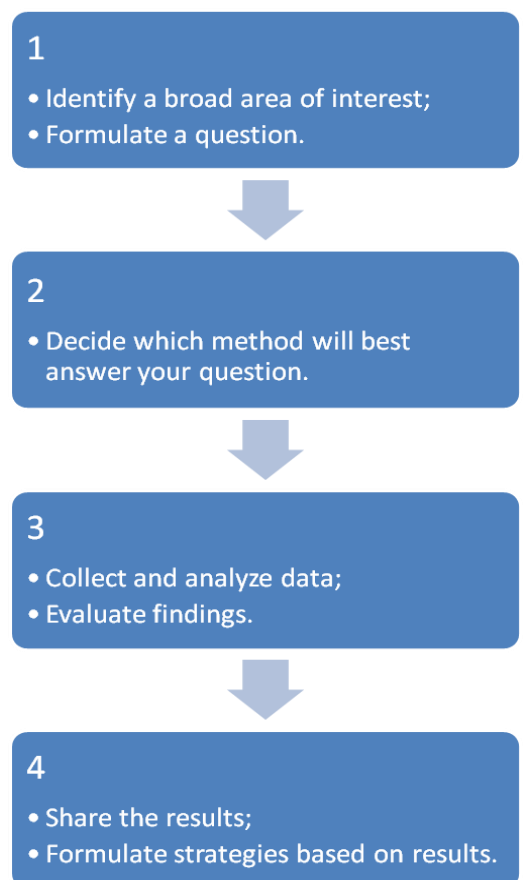 1
• Identify a broad area of interest;
• Formulate a question.
2
• Decide which method will best
answer your question.
3
• Collect and analyze data;
• Evaluate findings.
4
• Share the results;
• Formulate strategies based on results.